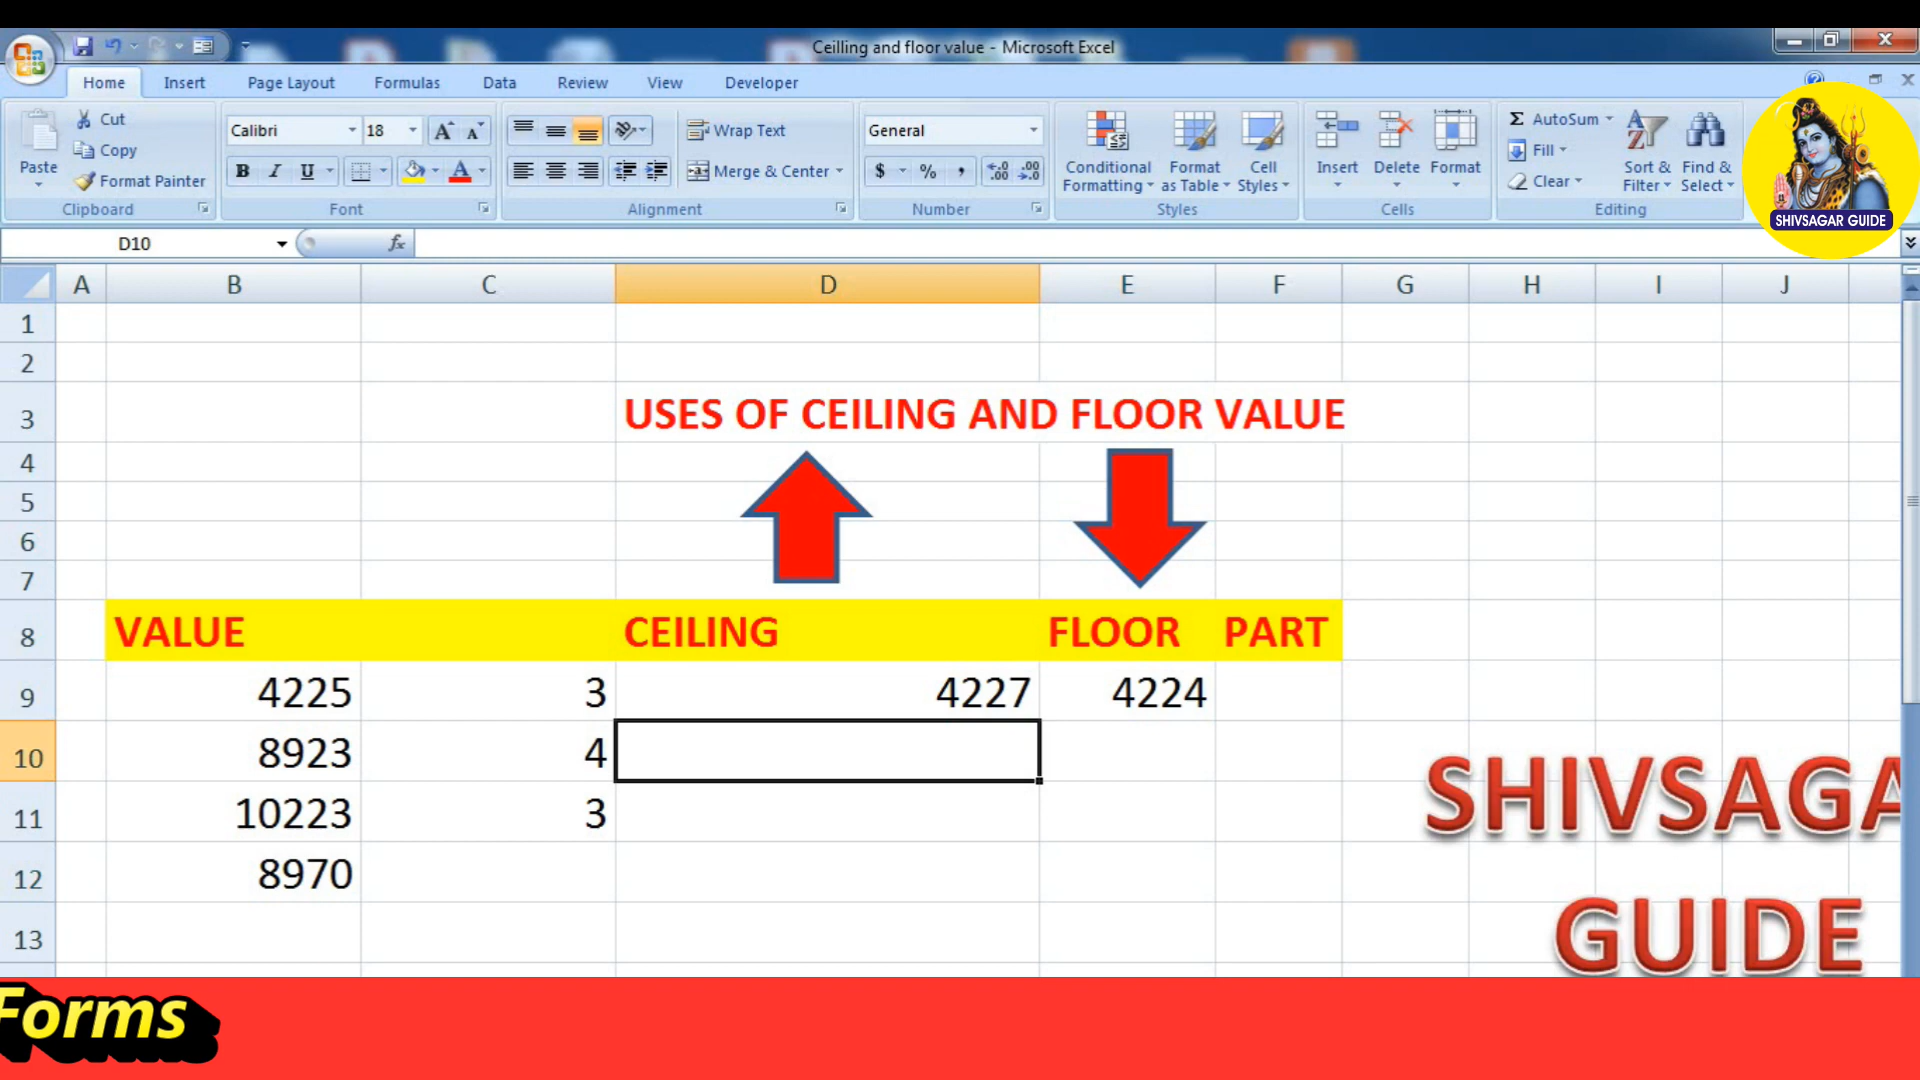 Ceilling and floor value - Microsoft Excel
Home Insert Page Layout Formulas Data Review View Developer
Cut
Copy
Format Painter
Paste
Clipboard
Calibri 18
B I U
Font
Wrap Text
Merge & Center
Alignment
General
$ % ,
Number
Conditional Formatting
Format as Table
Cell Styles
Styles
Insert Delete Format
Cells
Σ AutoSum
Fill
Clear
Sort & Filter
Find & Select
Editing
SHIVSAGAR GUIDE
D10 fx
A B C D E F G H I J
1
2
3 USES OF CEILING AND FLOOR VALUE
4
5
6
7
8 VALUE CEILING FLOOR PART
9 4225 3 4227 4224
10 8923 4
11 10223 3
12 8970
13
SHIVSAGA
GUIDE
Forms